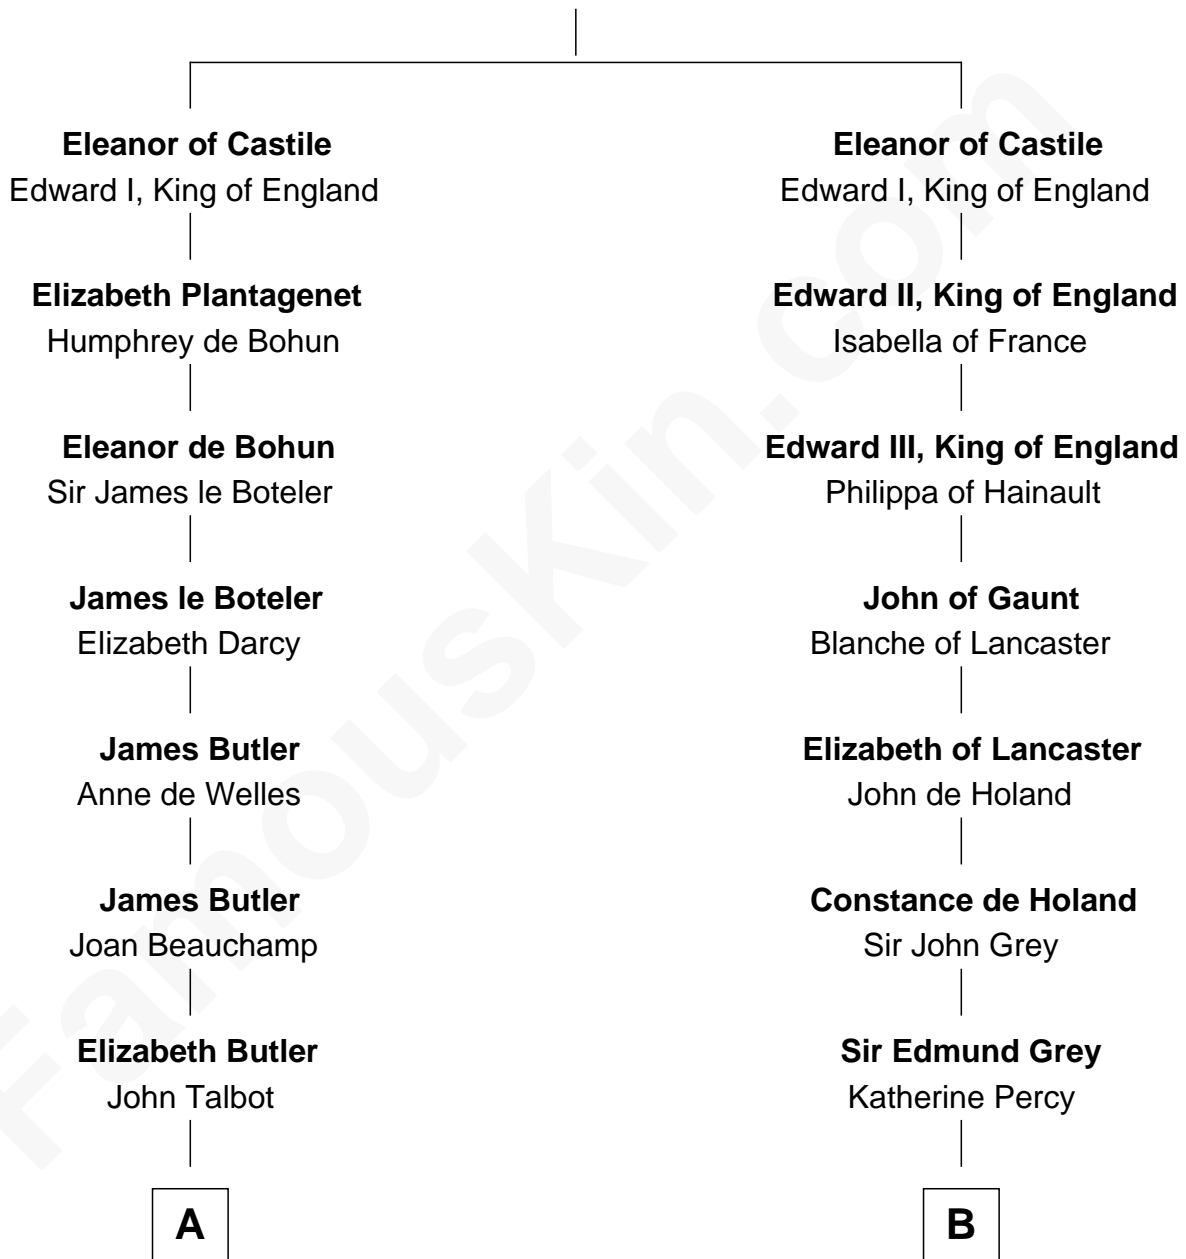 Eleanor of Castile
Edward I, King of England
Elizabeth Plantagenet
Humphrey de Bohun
Eleanor de Bohun
Sir James le Boteler
James le Boteler
Elizabeth Darcy
James Butler
Anne de Welles
James Butler
Joan Beauchamp
Elizabeth Butler
John Talbot
A
Eleanor of Castile
Edward I, King of England
Edward II, King of England
Isabella of France
Edward III, King of England
Philippa of Hainault
John of Gaunt
Blanche of Lancaster
Elizabeth of Lancaster
John de Holand
Constance de Holand
Sir John Grey
Sir Edmund Grey
Katherine Percy
B
FamousKin.com